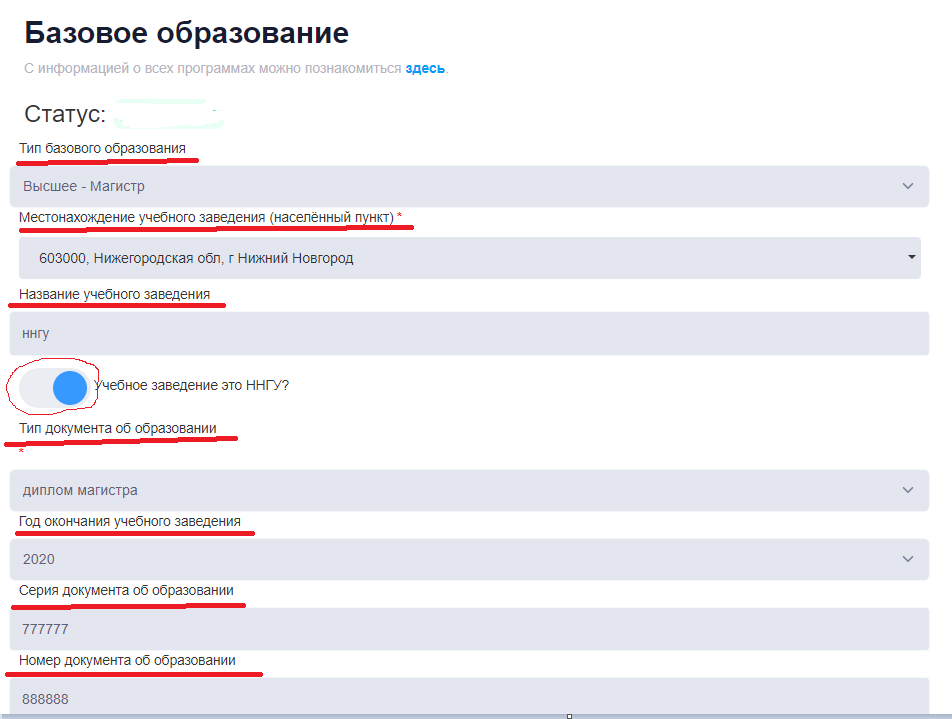 Базовое образование
С информацией о всех программах можно познакомиться здесь.
Статус:
Тип базового образования
Высшее - Магистр
Местонахождение учебного заведения (населённый пункт) *
603000, Нижегородская обл, г Нижний Новгород
Название учебного заведения
ннгу
Учебное заведение это ННГУ?
Тип документа об образовании
*
диплом магистра
Год окончания учебного заведения
2020
Серия документа об образовании
777777
Номер документа об образовании
888888